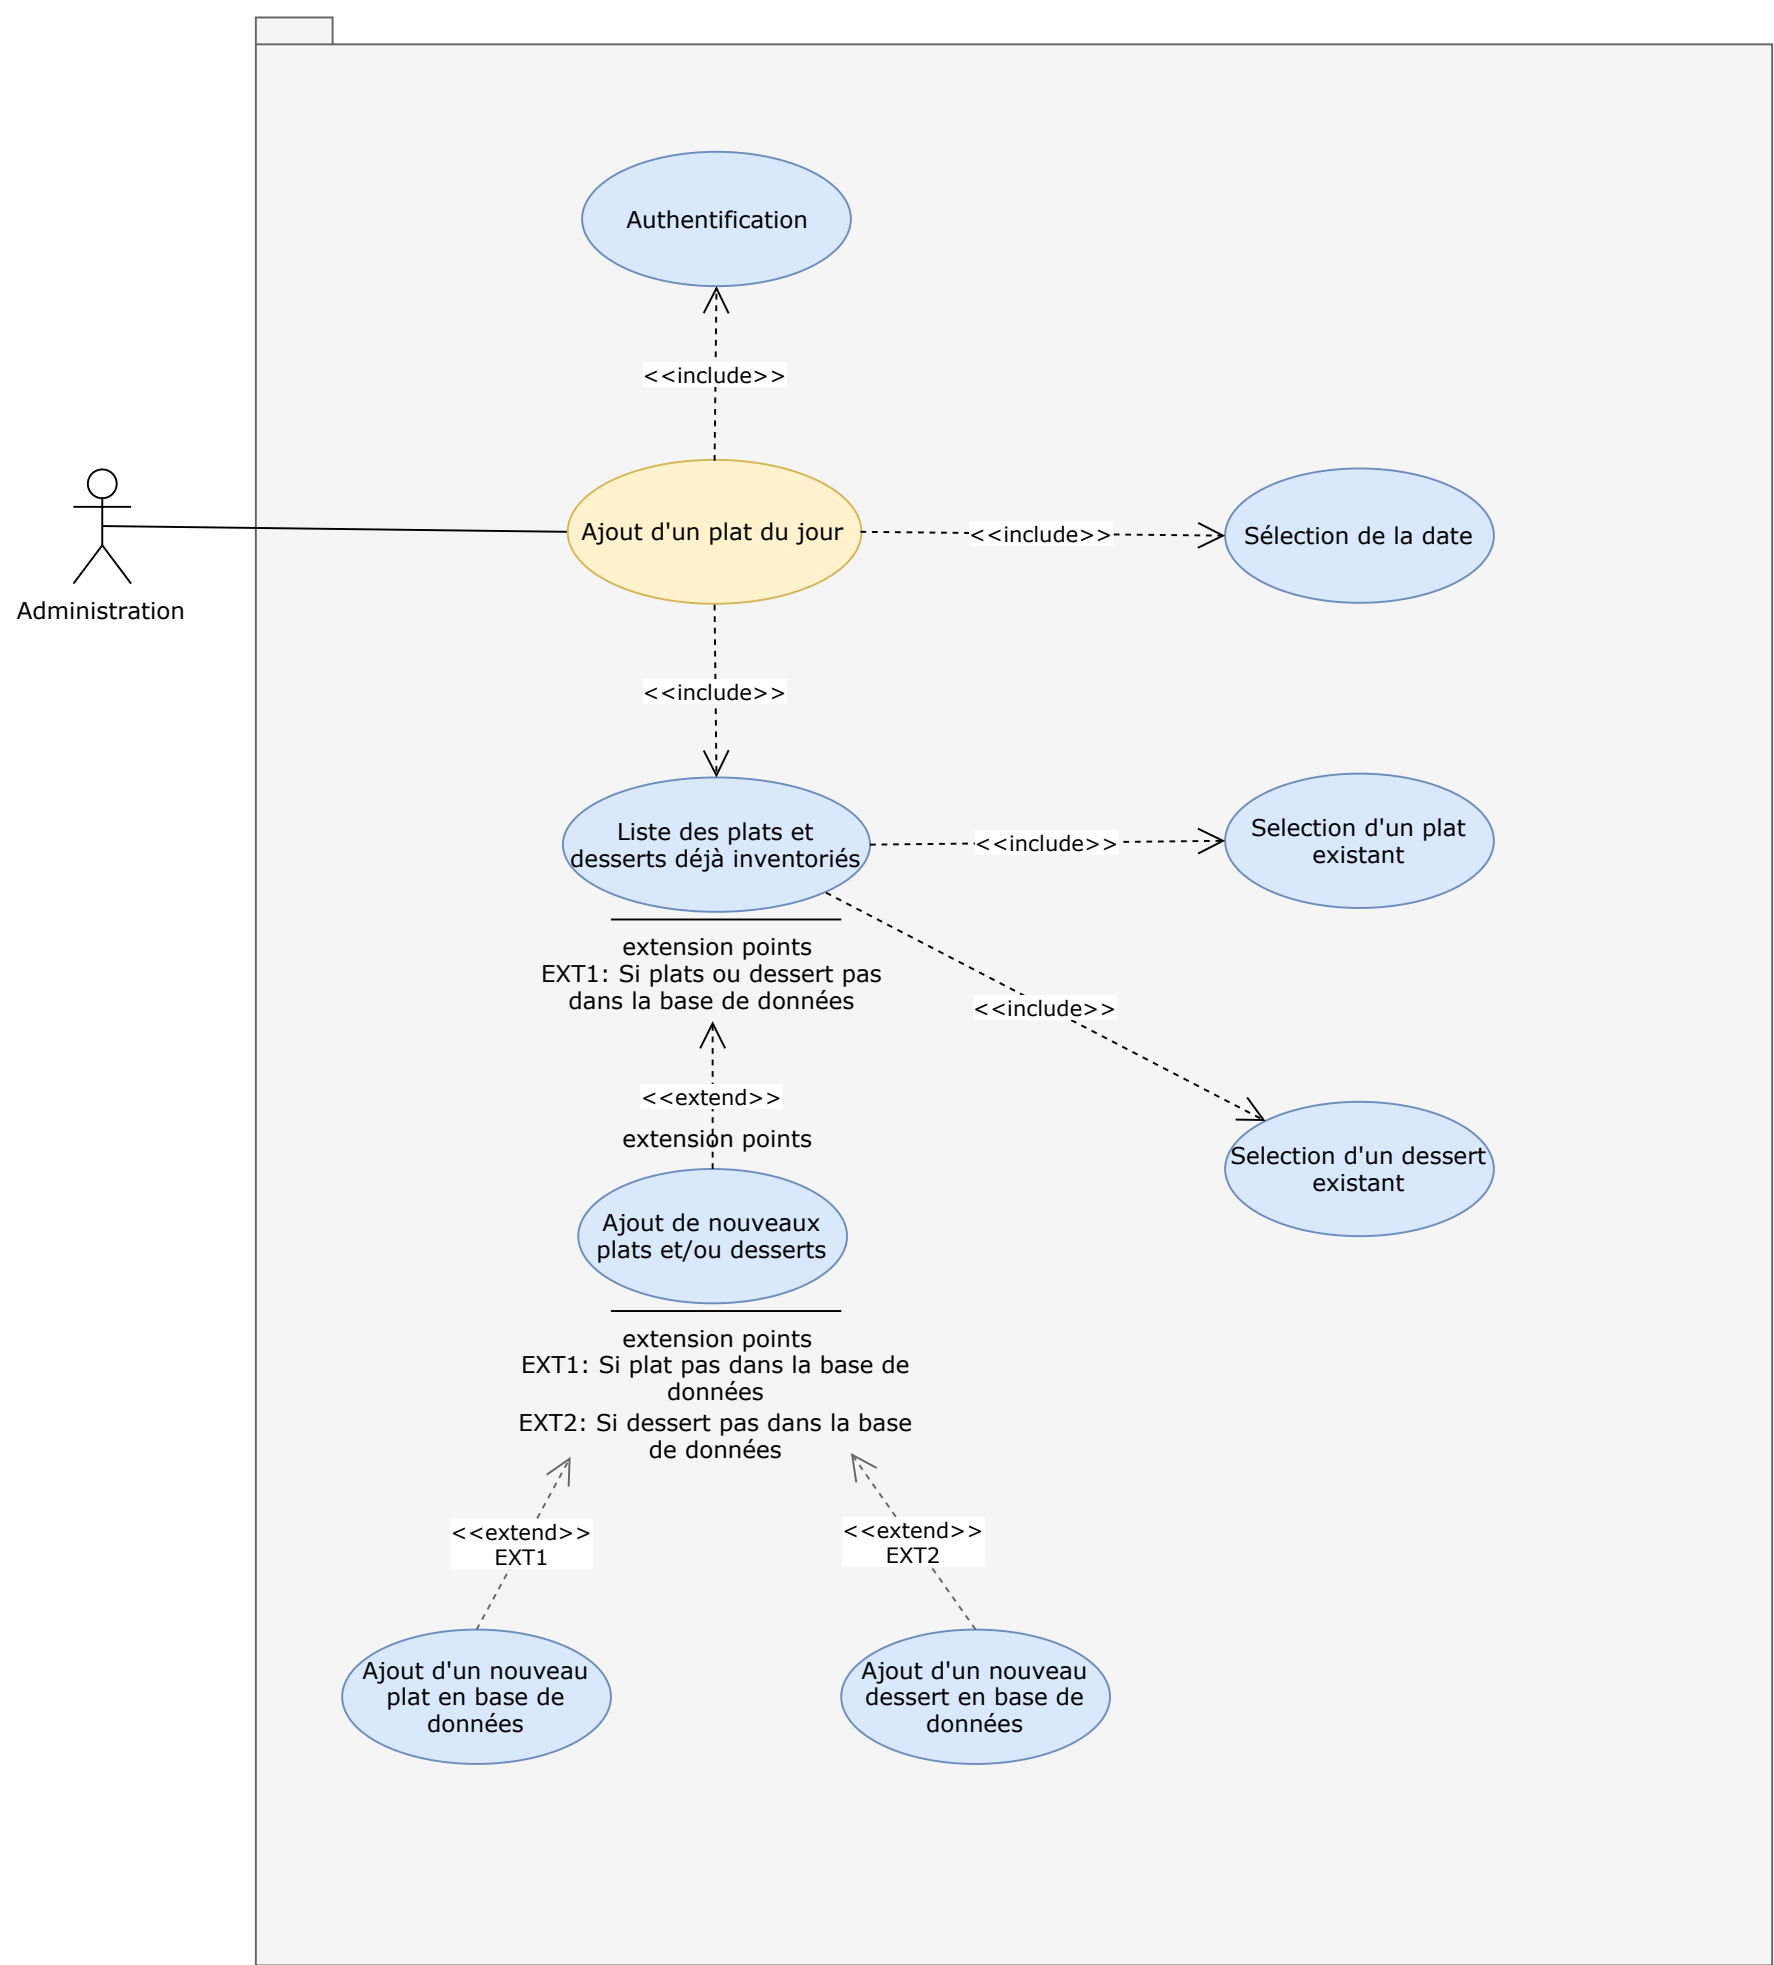 Authentification
<<include>>
Administration
Ajout d'un plat du jour
<<include>>
Sélection de la date
<<include>>
Liste des plats et
desserts déjà inventoriés
<<include>>
Selection d'un plat
existant
extension points
EXT1: Si plats ou dessert pas
dans la base de données
<<include>>
<<extend>>
extension points
Selection d'un dessert
existant
Ajout de nouveaux
plats et/ou desserts
extension points
EXT1: Si plat pas dans la base de
données
EXT2: Si dessert pas dans la base
de données
<<extend>>
EXT1
<<extend>>
EXT2
Ajout d'un nouveau
plat en base de
données
Ajout d'un nouveau
dessert en base de
données